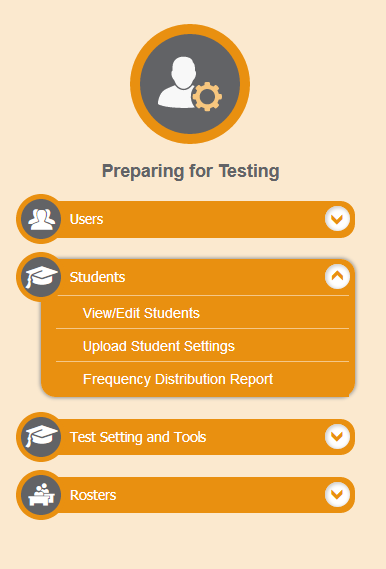 Preparing for Testing
Users
Students
View/Edit Students
Upload Student Settings
Frequency Distribution Report
Test Setting and Tools
Rosters